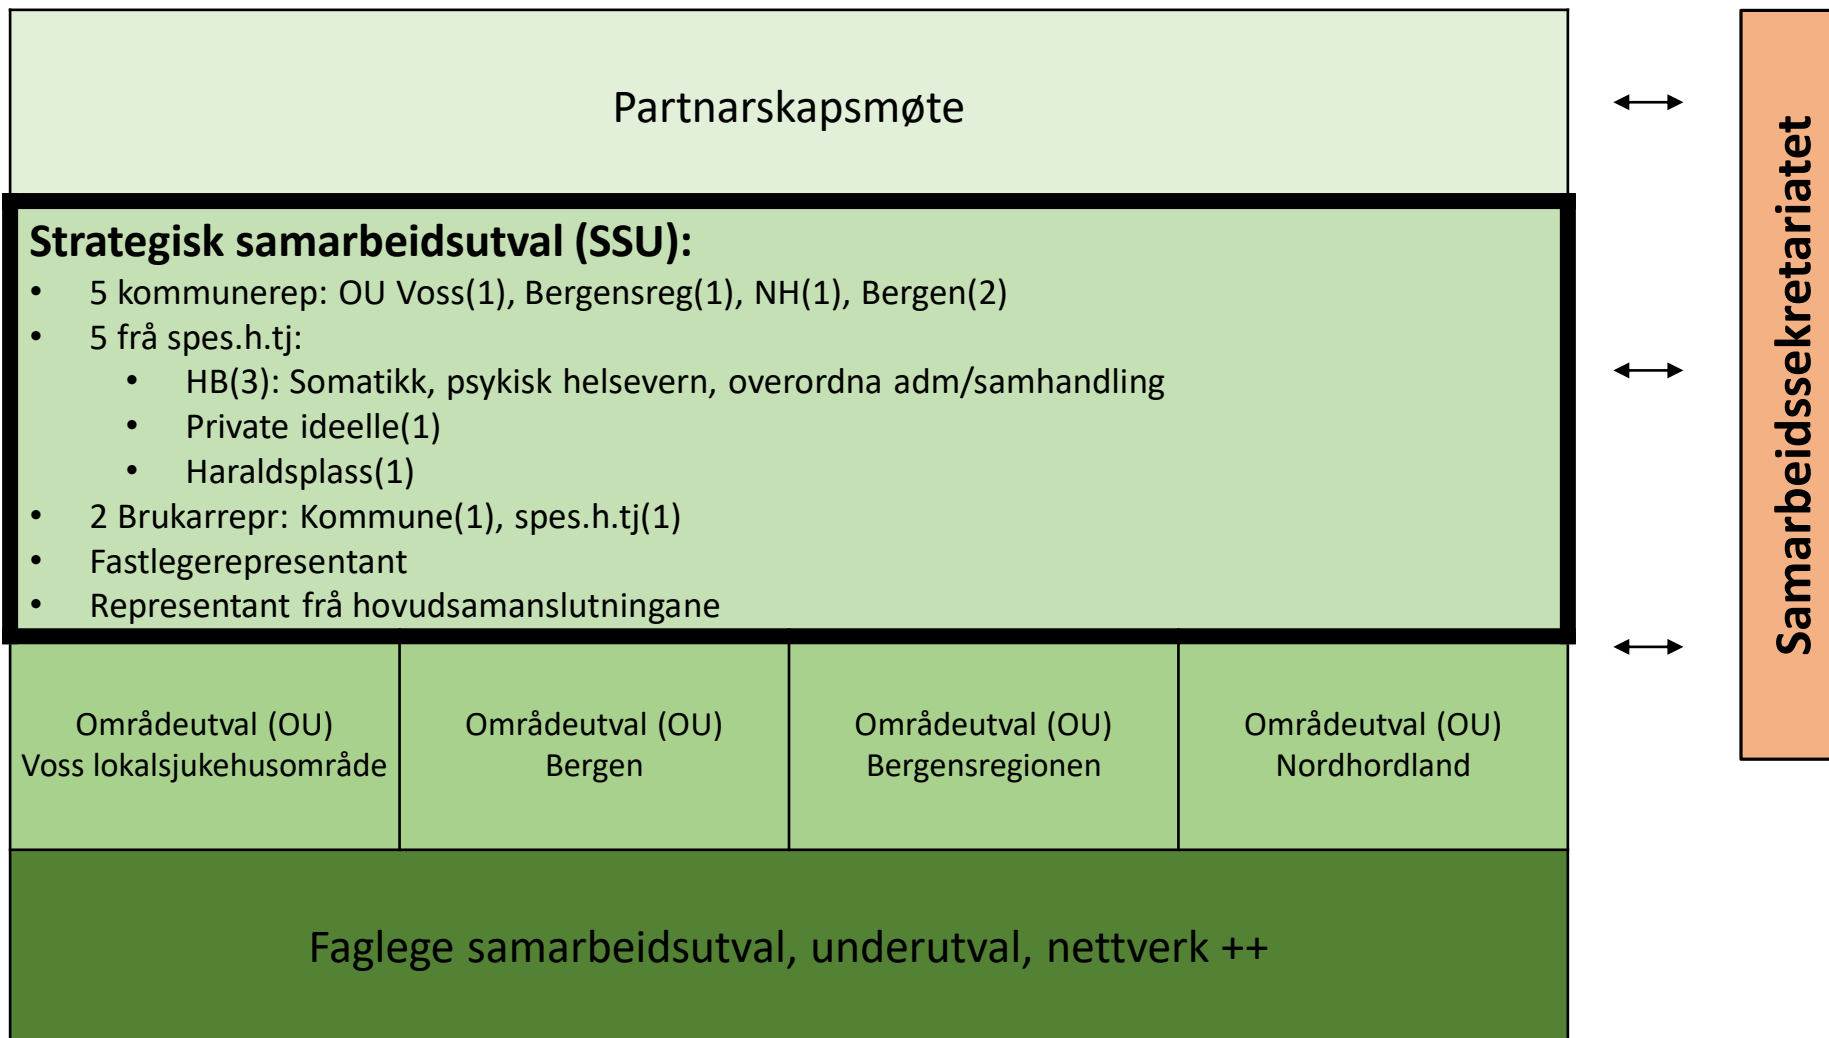 Partnarskapsmøte
Strategisk samarbeidsutval (SSU):
• 5 kommunerep: OU Voss(1), Bergensreg(1), NH(1), Bergen(2)
• 5 frå spes.h.tj:
• HB(3): Somatikk, psykisk helsevern, overordna adm/samhandling
• Private ideelle(1)
• Haraldsplass(1)
• 2 Brukarrepr: Kommune(1), spes.h.tj(1)
• Fastlegerepresentant
• Representant frå hovudsamanslutningane
Områdeutval (OU)
Voss lokalsjukehusområde
Områdeutval (OU)
Bergen
Områdeutval (OU)
Bergensregionen
Områdeutval (OU)
Nordhordland
Faglege samarbeidsutval, underutval, nettverk ++
Samarbeidssekretariatet